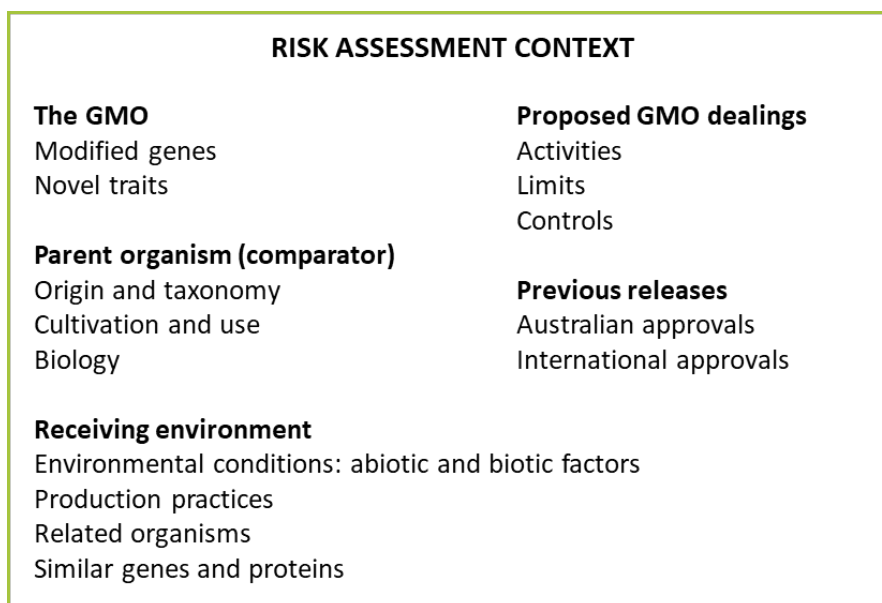 RISK ASSESSMENT CONTEXT
The GMO
Modified genes
Novel traits
Proposed GMO dealings
Activities
Limits
Controls
Parent organism (comparator)
Origin and taxonomy
Cultivation and use
Biology
Previous releases
Australian approvals
International approvals
Receiving environment
Environmental conditions: abiotic and biotic factors
Production practices
Related organisms
Similar genes and proteins